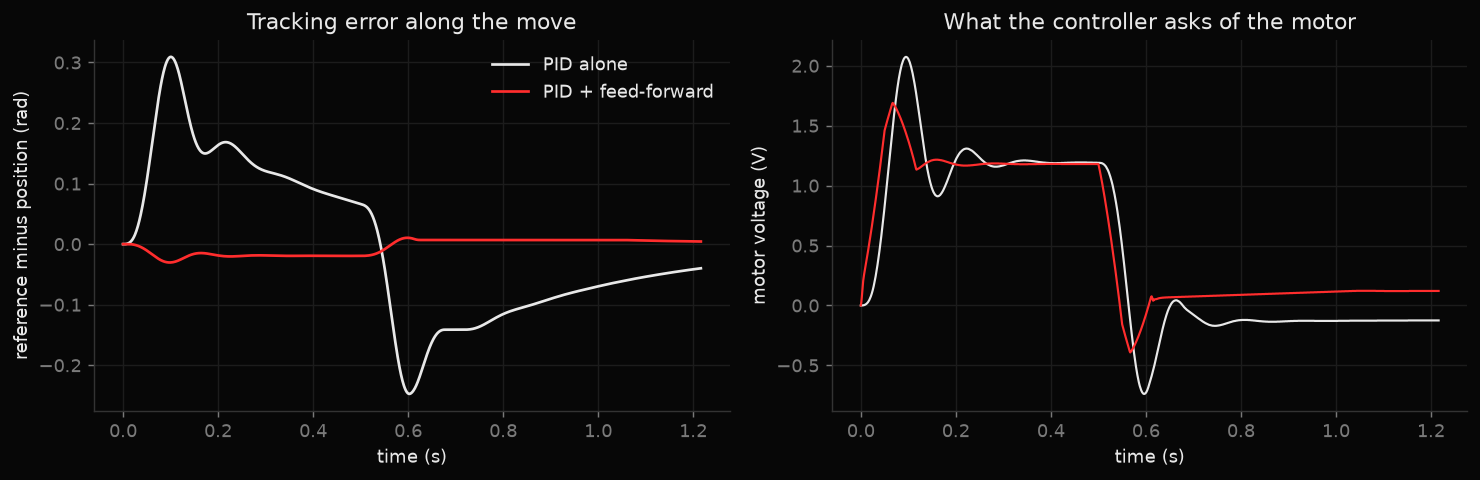 Tracking error along the move
reference minus position (rad)
0.3
0.2
0.1
0.0
−0.1
−0.2
PID alone
PID + feed-forward
0.0 0.2 0.4 0.6 0.8 1.0 1.2
time (s)
What the controller asks of the motor
motor voltage (V)
2.0
1.5
1.0
0.5
0.0
−0.5
0.0 0.2 0.4 0.6 0.8 1.0 1.2
time (s)